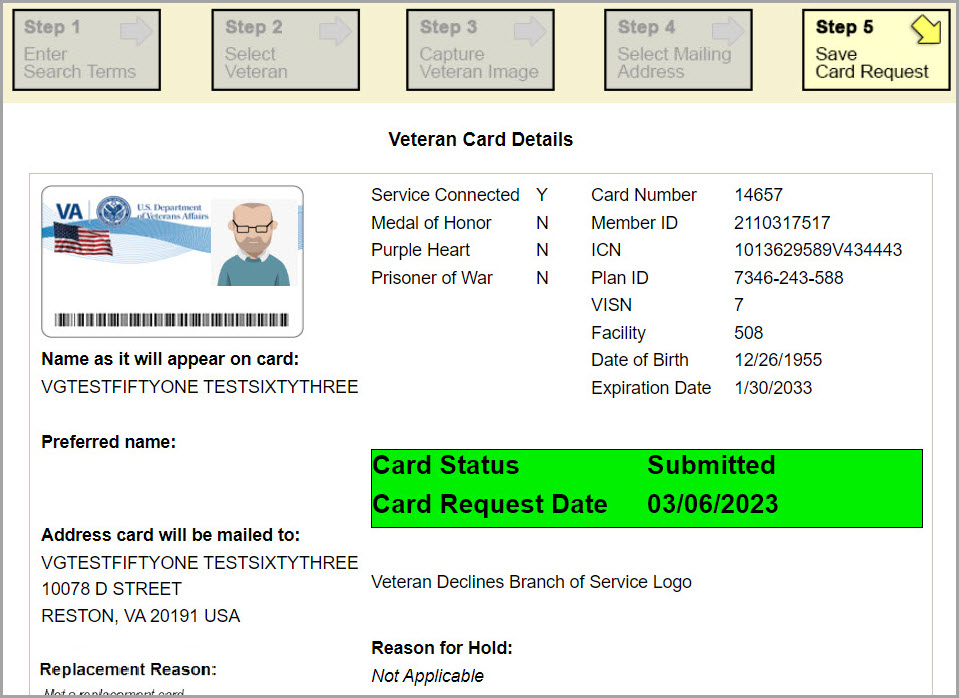 Step 1
Enter
Search Terms
Step 2
Select
Veteran
Step 3
Capture
Veteran Image
Step 4
Select Mailing
Address
Step 5
Save
Card Request
Veteran Card Details
VA
U.S. Department
of Veterans Affairs
Name as it will appear on card:
VGTESTFIFTYONE TESTSIXTYTHREE
Preferred name:
Address card will be mailed to:
VGTESTFIFTYONE TESTSIXTYTHREE
10078 D STREET
RESTON, VA 20191 USA
Replacement Reason:
Not a replacement card
Service Connected Y
Medal of Honor N
Purple Heart N
Prisoner of War N
Card Number 14657
Member ID 2110317517
ICN 1013629589V434443
Plan ID 7346-243-588
VISN 7
Facility 508
Date of Birth 12/26/1955
Expiration Date 1/30/2033
Card Status Submitted
Card Request Date 03/06/2023
Veteran Declines Branch of Service Logo
Reason for Hold:
Not Applicable